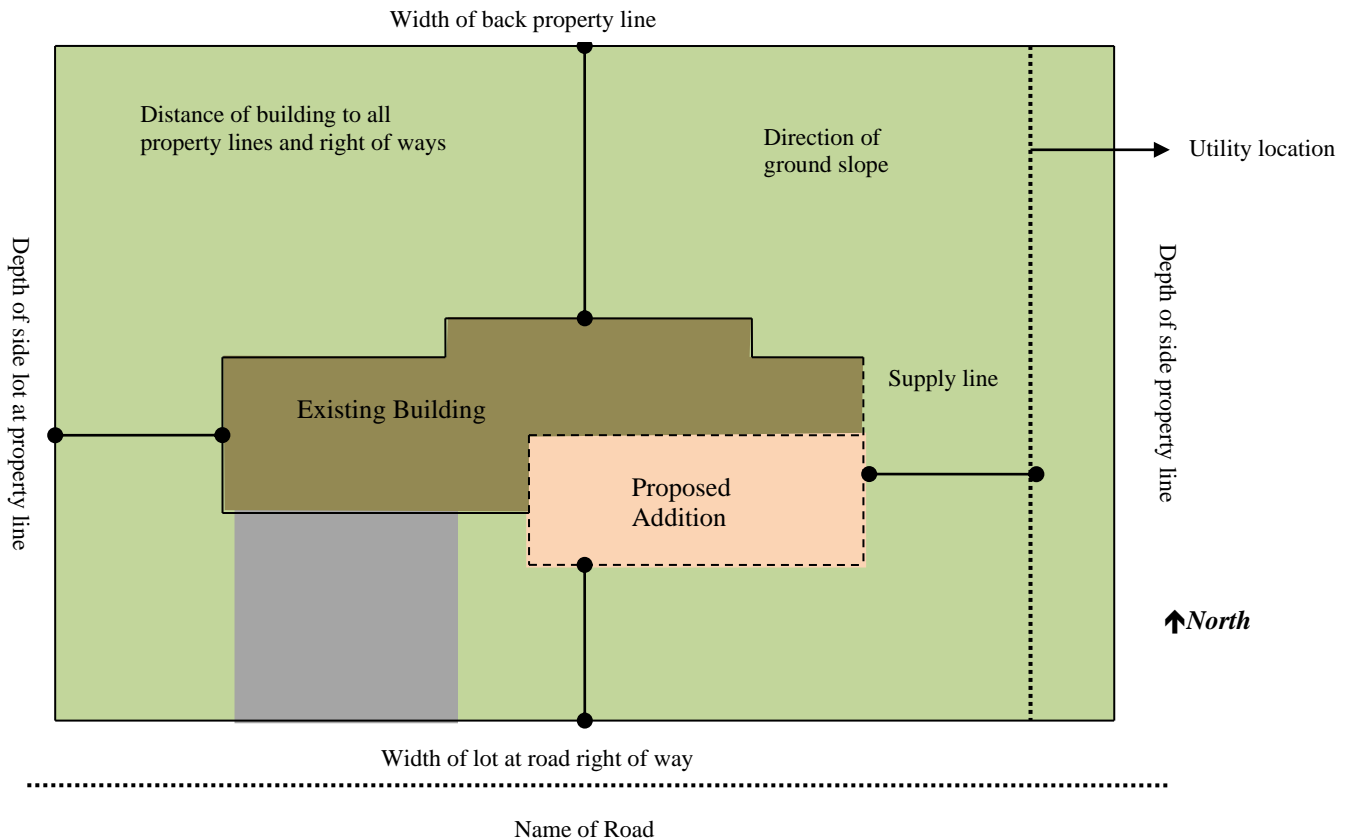 Width of back property line
Distance of building to all
property lines and right of ways
Direction of
ground slope
Utility location
Depth of side lot at property line
Depth of side property line
Supply line
Existing Building
Proposed
Addition
North
Width of lot at road right of way
Name of Road